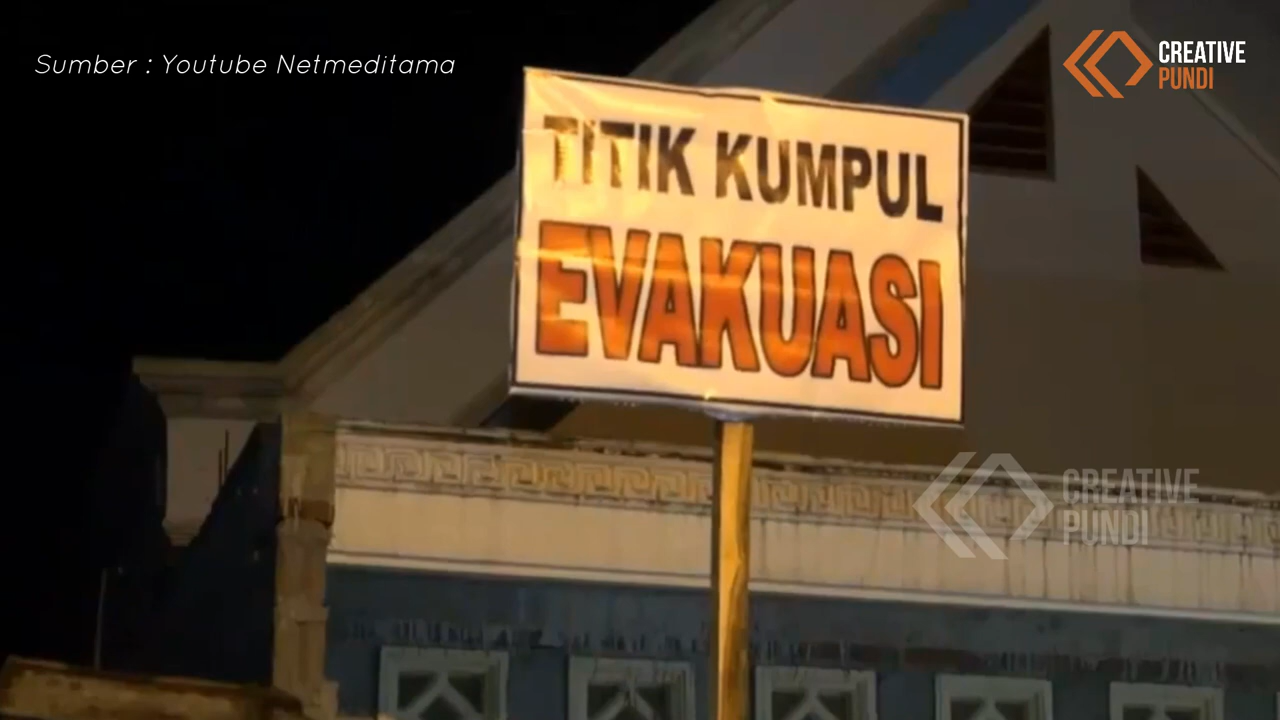 Sumber : Youtube Netmeditama
CREATIVE
PUNDI
TITIK KUMPUL
EVAKUASI
CREATIVE
PUNDI